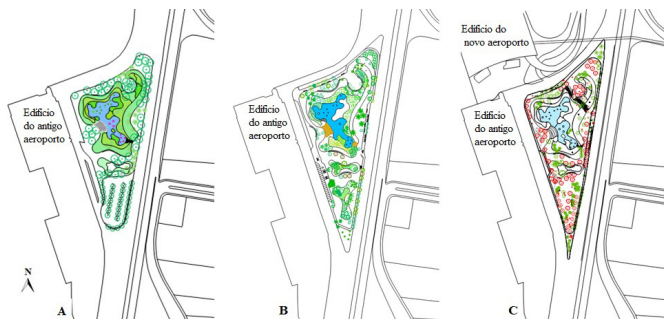 Edifício
do antigo
aeroporto
N
A
Edifício
do antigo
aeroporto
B
Edifício do
novo aeroporto
Edifício
do antigo
aeroporto
C